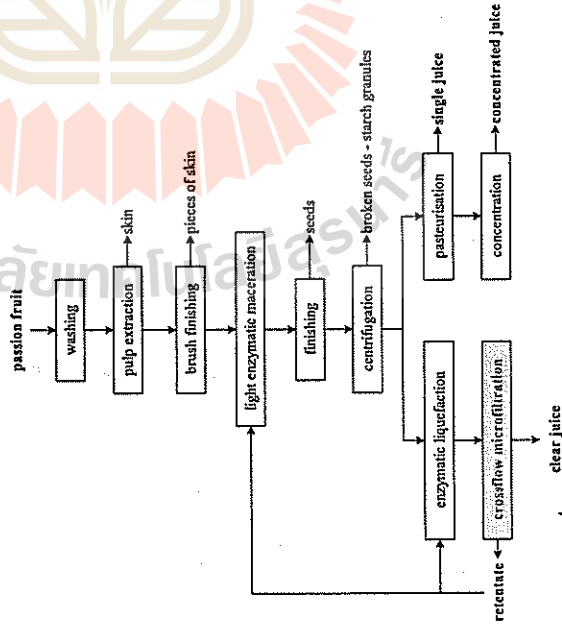 passion fruit
washing
pulp extraction
skin
brush finishing
pieces of skin
light enzymatic maceration
finishing
seeds
centrifugation
broken seeds - starch granules
enzymatic liquefaction
pasteurisation
single juice
crossflow microfiltration
concentration
concentrated juice
retentate
clear juice